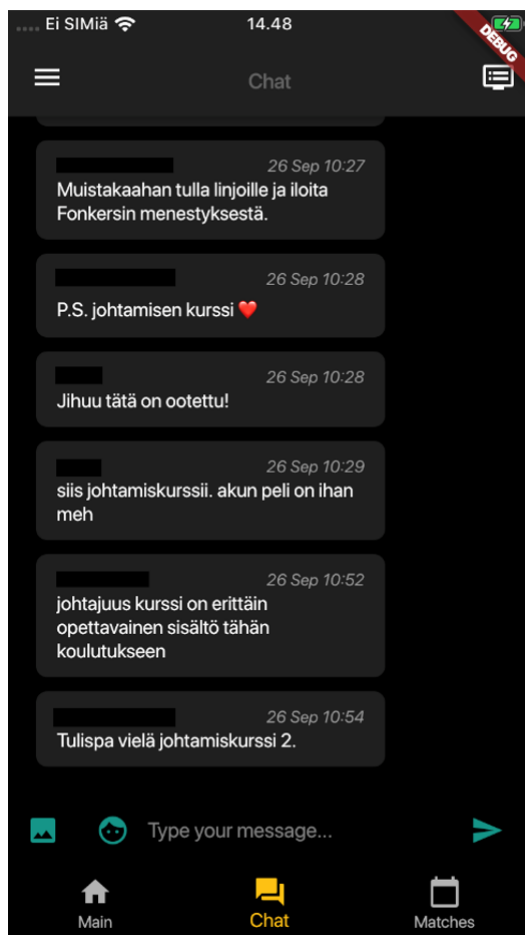 Ei SIMiä
14.48
DEBUG
Chat
26 Sep 10:27
Muistakaahan tulla linjoille ja iloita
Fonkersin menestyksestä.
26 Sep 10:28
P.S. johtamisen kurssi ❤️
26 Sep 10:28
Jihuu tätä on ootettu!
26 Sep 10:29
siis johtamiskurssii. akun peli on ihan
meh
26 Sep 10:52
johtajuus kurssi on erittäin
opettavainen sisältö tähän
koulutukseen
26 Sep 10:54
Tulispa vielä johtamiskurssi 2.
Type your message...
Main
Chat
Matches